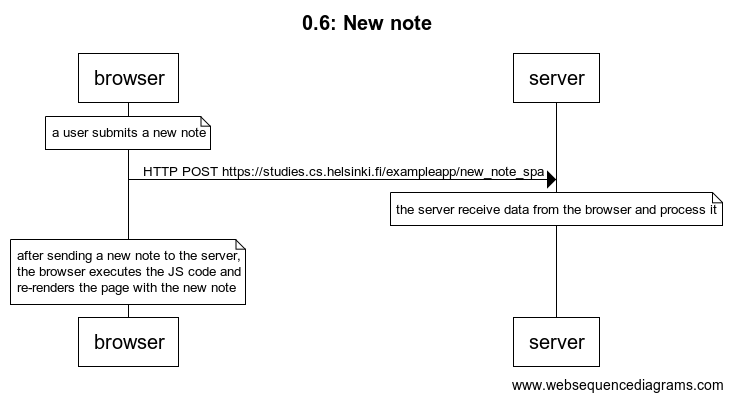 0.6: New note
browser
server
a user submits a new note
HTTP POST https://studies.cs.helsinki.fi/exampleapp/new_note_spa
the server receive data from the browser and process it
after sending a new note to the server,
the browser executes the JS code and
re-renders the page with the new note
browser
server
www.websequencediagrams.com